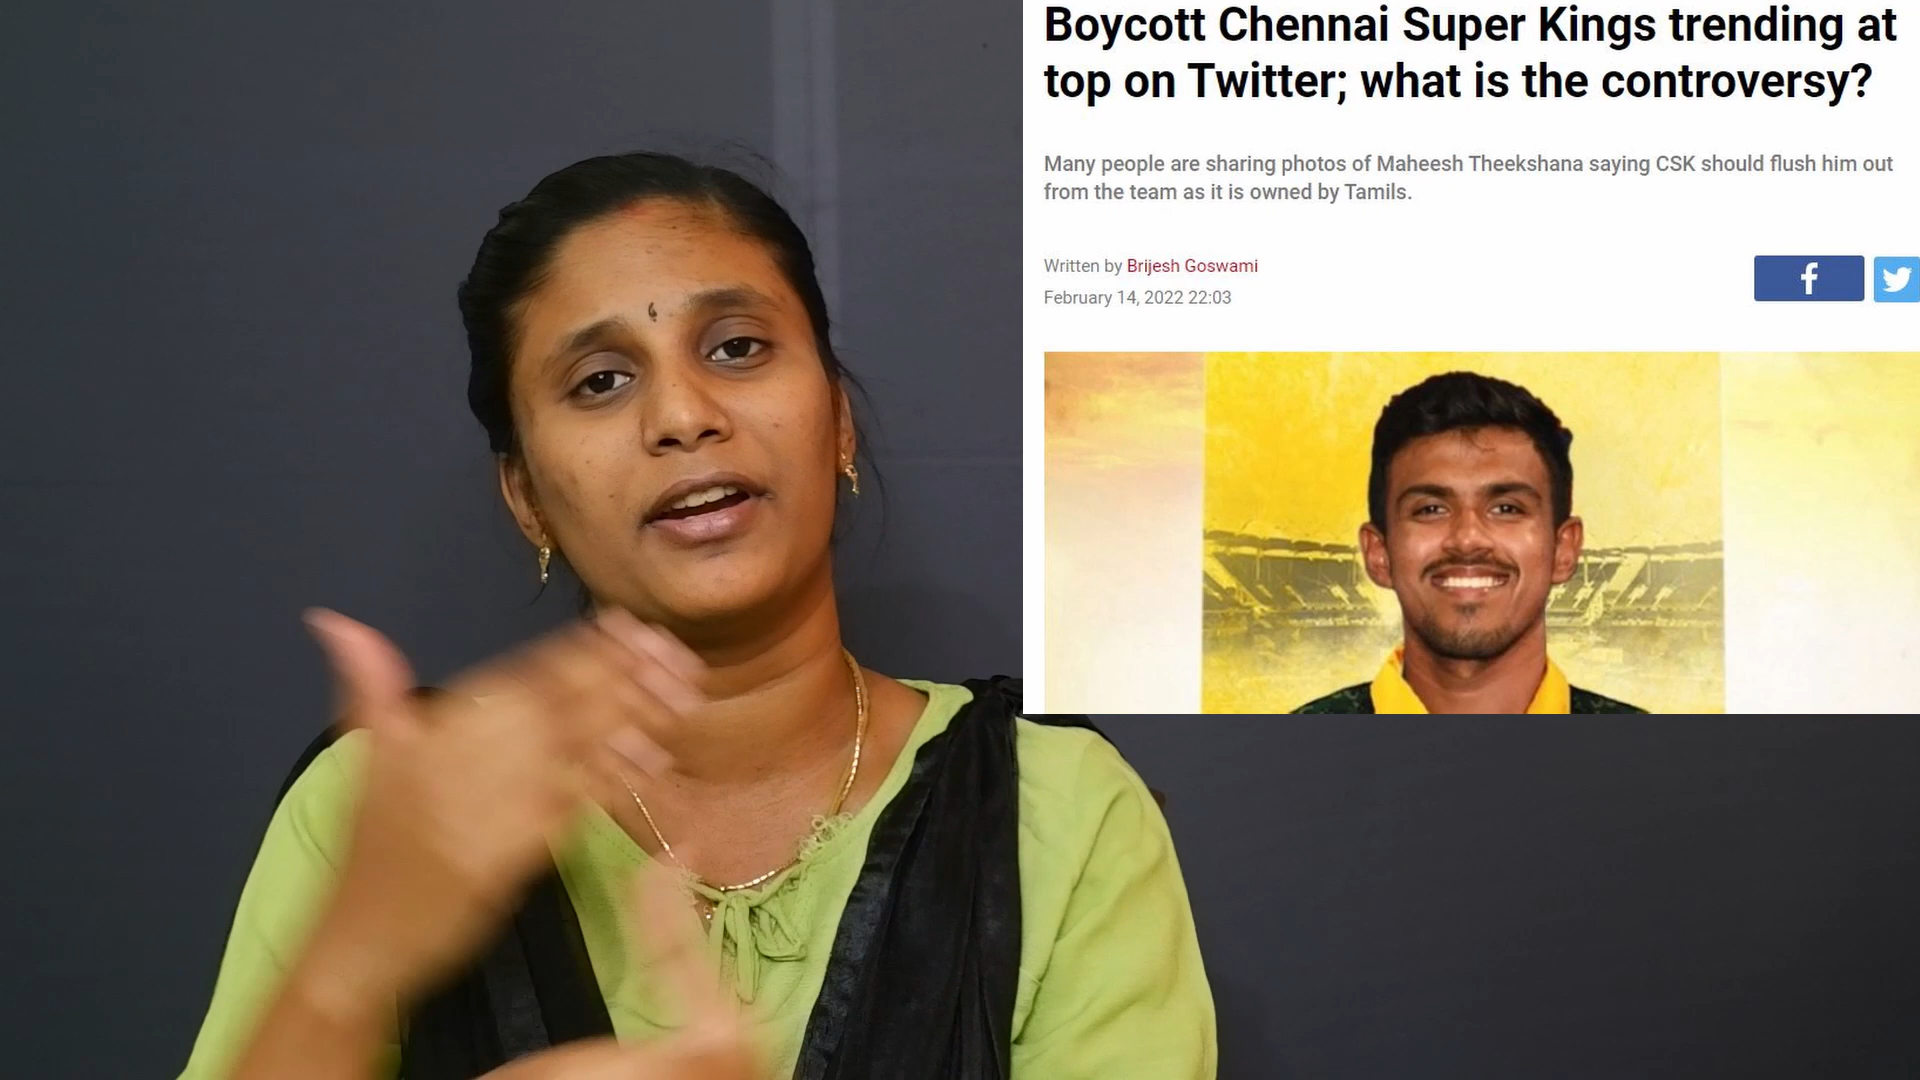 Boycott Chennai Super Kings trending at
top on Twitter; what is the controversy?
Many people are sharing photos of Maheesh Theekshana saying CSK should flush him out
from the team as it is owned by Tamils.
Written by Brijesh Goswami
February 14, 2022 22:03